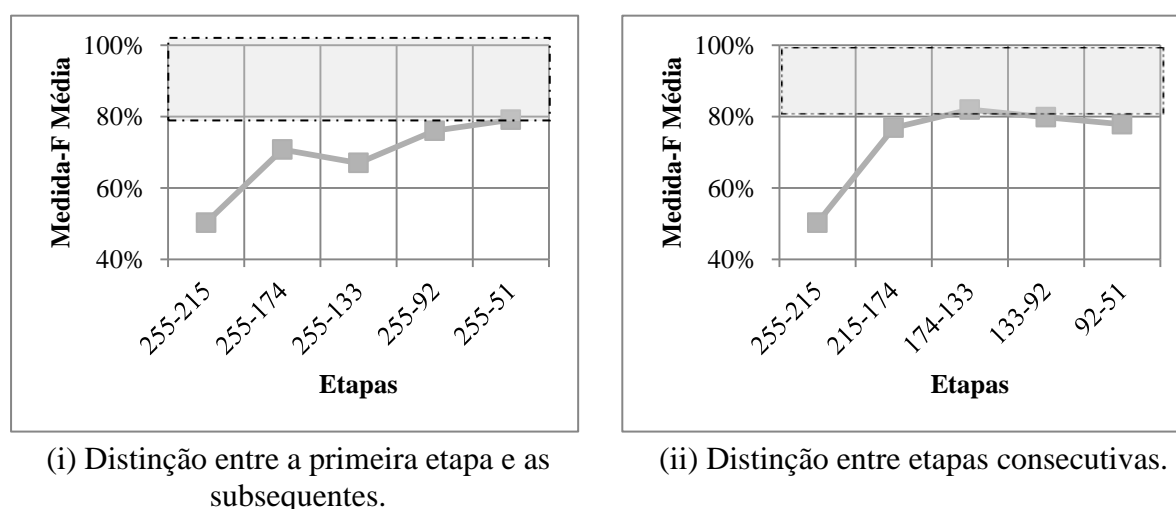 Medida-F Média
100%
80%
60%
40%
255-215
255-174
255-133
255-92
255-51
Etapas
(i) Distinção entre a primeira etapa e as
subsequentes.
Medida-F Média
100%
80%
60%
40%
255-215
215-174
174-133
133-92
92-51
Etapas
(ii) Distinção entre etapas consecutivas.